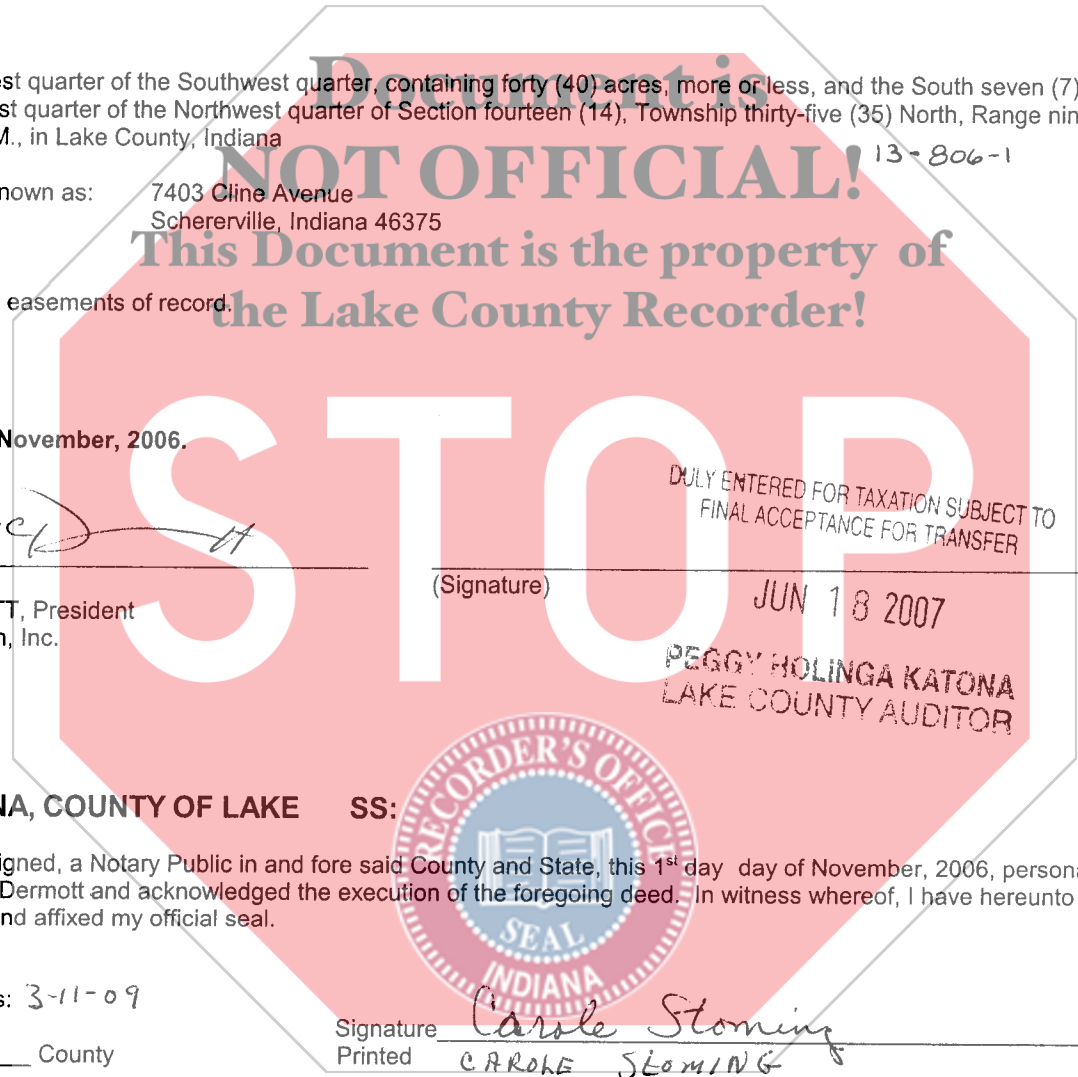 Document is
est quarter of the Southwest quarter, containing forty (40) acres, more or less, and the South seven (7)
st quarter of the Northwest quarter of Section fourteen (14), Township thirty-five (35) North, Range nin
M., in Lake County, Indiana
13-806-1
NOT OFFICIAL!
nown as: 7403 Cline Avenue
Schererville, Indiana 46375
This Document is the property of
easements of record.
the Lake County Recorder!
STOP
November, 2006.
DULY ENTERED FOR TAXATION SUBJECT TO
FINAL ACCEPTANCE FOR TRANSFER
(Signature)
JUN 18 2007
TT, President
n, Inc.
PEGGY HOLINGA KATONA
LAKE COUNTY AUDITOR
RECORDER'S OFFICE
NA, COUNTY OF LAKE SS:
igned, a Notary Public in and fore said County and State, this 1st day day of November, 2006, persona
Dermott and acknowledged the execution of the foregoing deed. In witness whereof, I have hereunto
nd affixed my official seal.
SEAL
INDIANA
s: 3-11-09
Signature Carole Stoming
County
Printed CAROLE STOMING